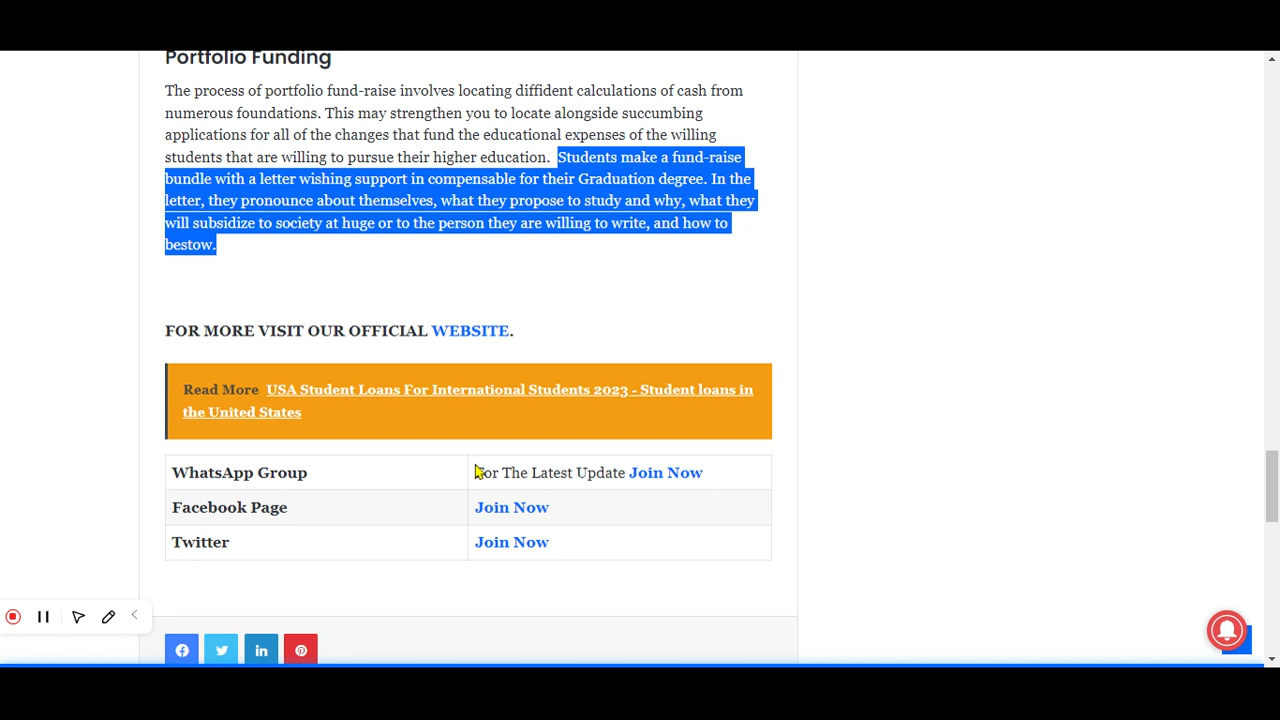 Portfolio Funding
The process of portfolio fund-raise involves locating diffident calculations of cash from
numerous foundations. This may strengthen you to locate alongside succumbing
applications for all of the changes that fund the educational expenses of the willing
students that are willing to pursue their higher education. Students make a fund-raise
bundle with a letter wishing support in compensable for their Graduation degree. In the
letter, they pronounce about themselves, what they propose to study and why, what they
will subsidize to society at huge or to the person they are willing to write, and how to
bestow.
FOR MORE VISIT OUR OFFICIAL WEBSITE.
Read More USA Student Loans For International Students 2023 - Student loans in
the United States
WhatsApp Group For The Latest Update Join Now
Facebook Page Join Now
Twitter Join Now